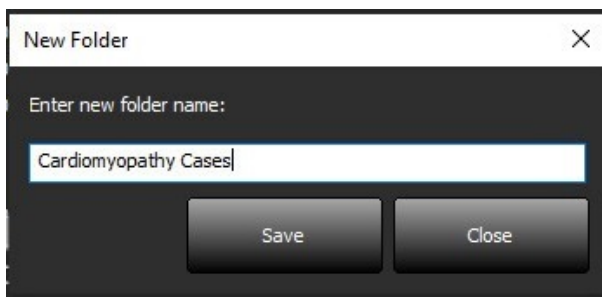 New Folder
Enter new folder name:
Cardiomyopathy Cases
Save Close